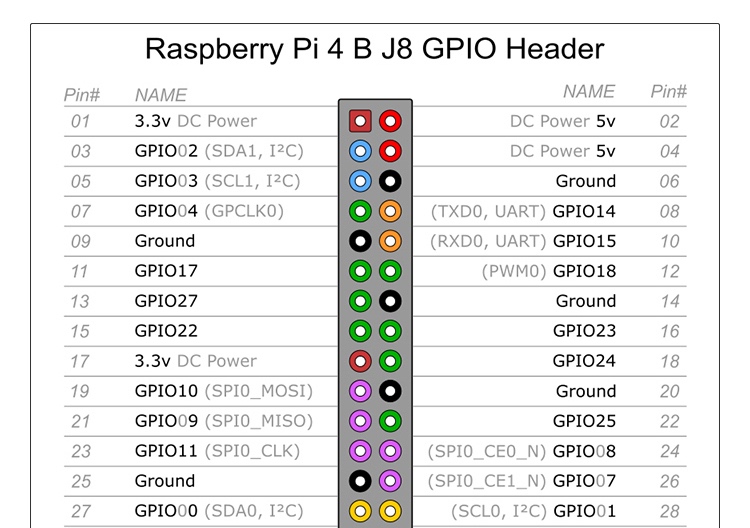 Raspberry Pi 4 B J8 GPIO Header
Pin# NAME NAME Pin#
01 3.3v DC Power DC Power 5v 02
03 GPIO02 (SDA1, I²C) DC Power 5v 04
05 GPIO03 (SCL1, I²C) Ground 06
07 GPIO04 (GPCLK0) (TXD0, UART) GPIO14 08
09 Ground (RXD0, UART) GPIO15 10
11 GPIO17 (PWM0) GPIO18 12
13 GPIO27 Ground 14
15 GPIO22 GPIO23 16
17 3.3v DC Power GPIO24 18
19 GPIO10 (SPI0_MOSI) Ground 20
21 GPIO09 (SPI0_MISO) GPIO25 22
23 GPIO11 (SPI0_CLK) (SPI0_CE0_N) GPIO08 24
25 Ground (SPI0_CE1_N) GPIO07 26
27 GPIO00 (SDA0, I²C) (SCL0, I²C) GPIO01 28